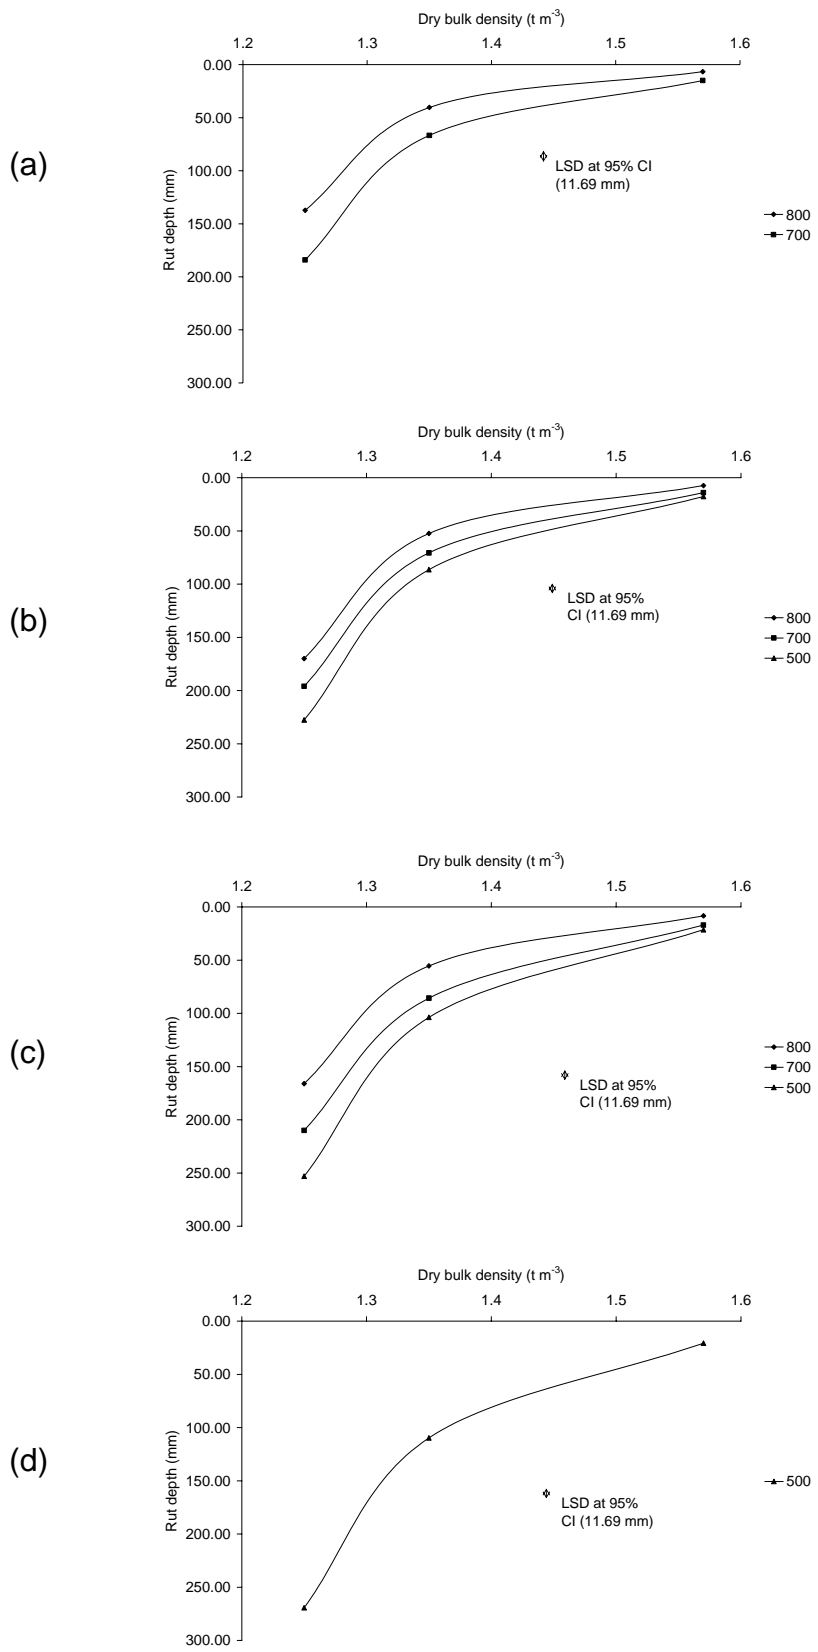 Dry bulk density (t m-3)
1.2 1.3 1.4 1.5 1.6
0.00
50.00
100.00
150.00
200.00
250.00
300.00
Rut depth (mm)
(a)
LSD at 95% CI
(11.69 mm)
800
700
Dry bulk density (t m-3)
1.2 1.3 1.4 1.5 1.6
0.00
50.00
100.00
150.00
200.00
250.00
300.00
Rut depth (mm)
(b)
LSD at 95%
CI (11.69 mm)
800
700
500
Dry bulk density (t m-3)
1.2 1.3 1.4 1.5 1.6
0.00
50.00
100.00
150.00
200.00
250.00
300.00
Rut depth (mm)
(c)
LSD at 95%
CI (11.69 mm)
800
700
500
Dry bulk density (t m-3)
1.2 1.3 1.4 1.5 1.6
0.00
50.00
100.00
150.00
200.00
250.00
300.00
Rut depth (mm)
(d)
LSD at 95%
CI (11.69 mm)
500